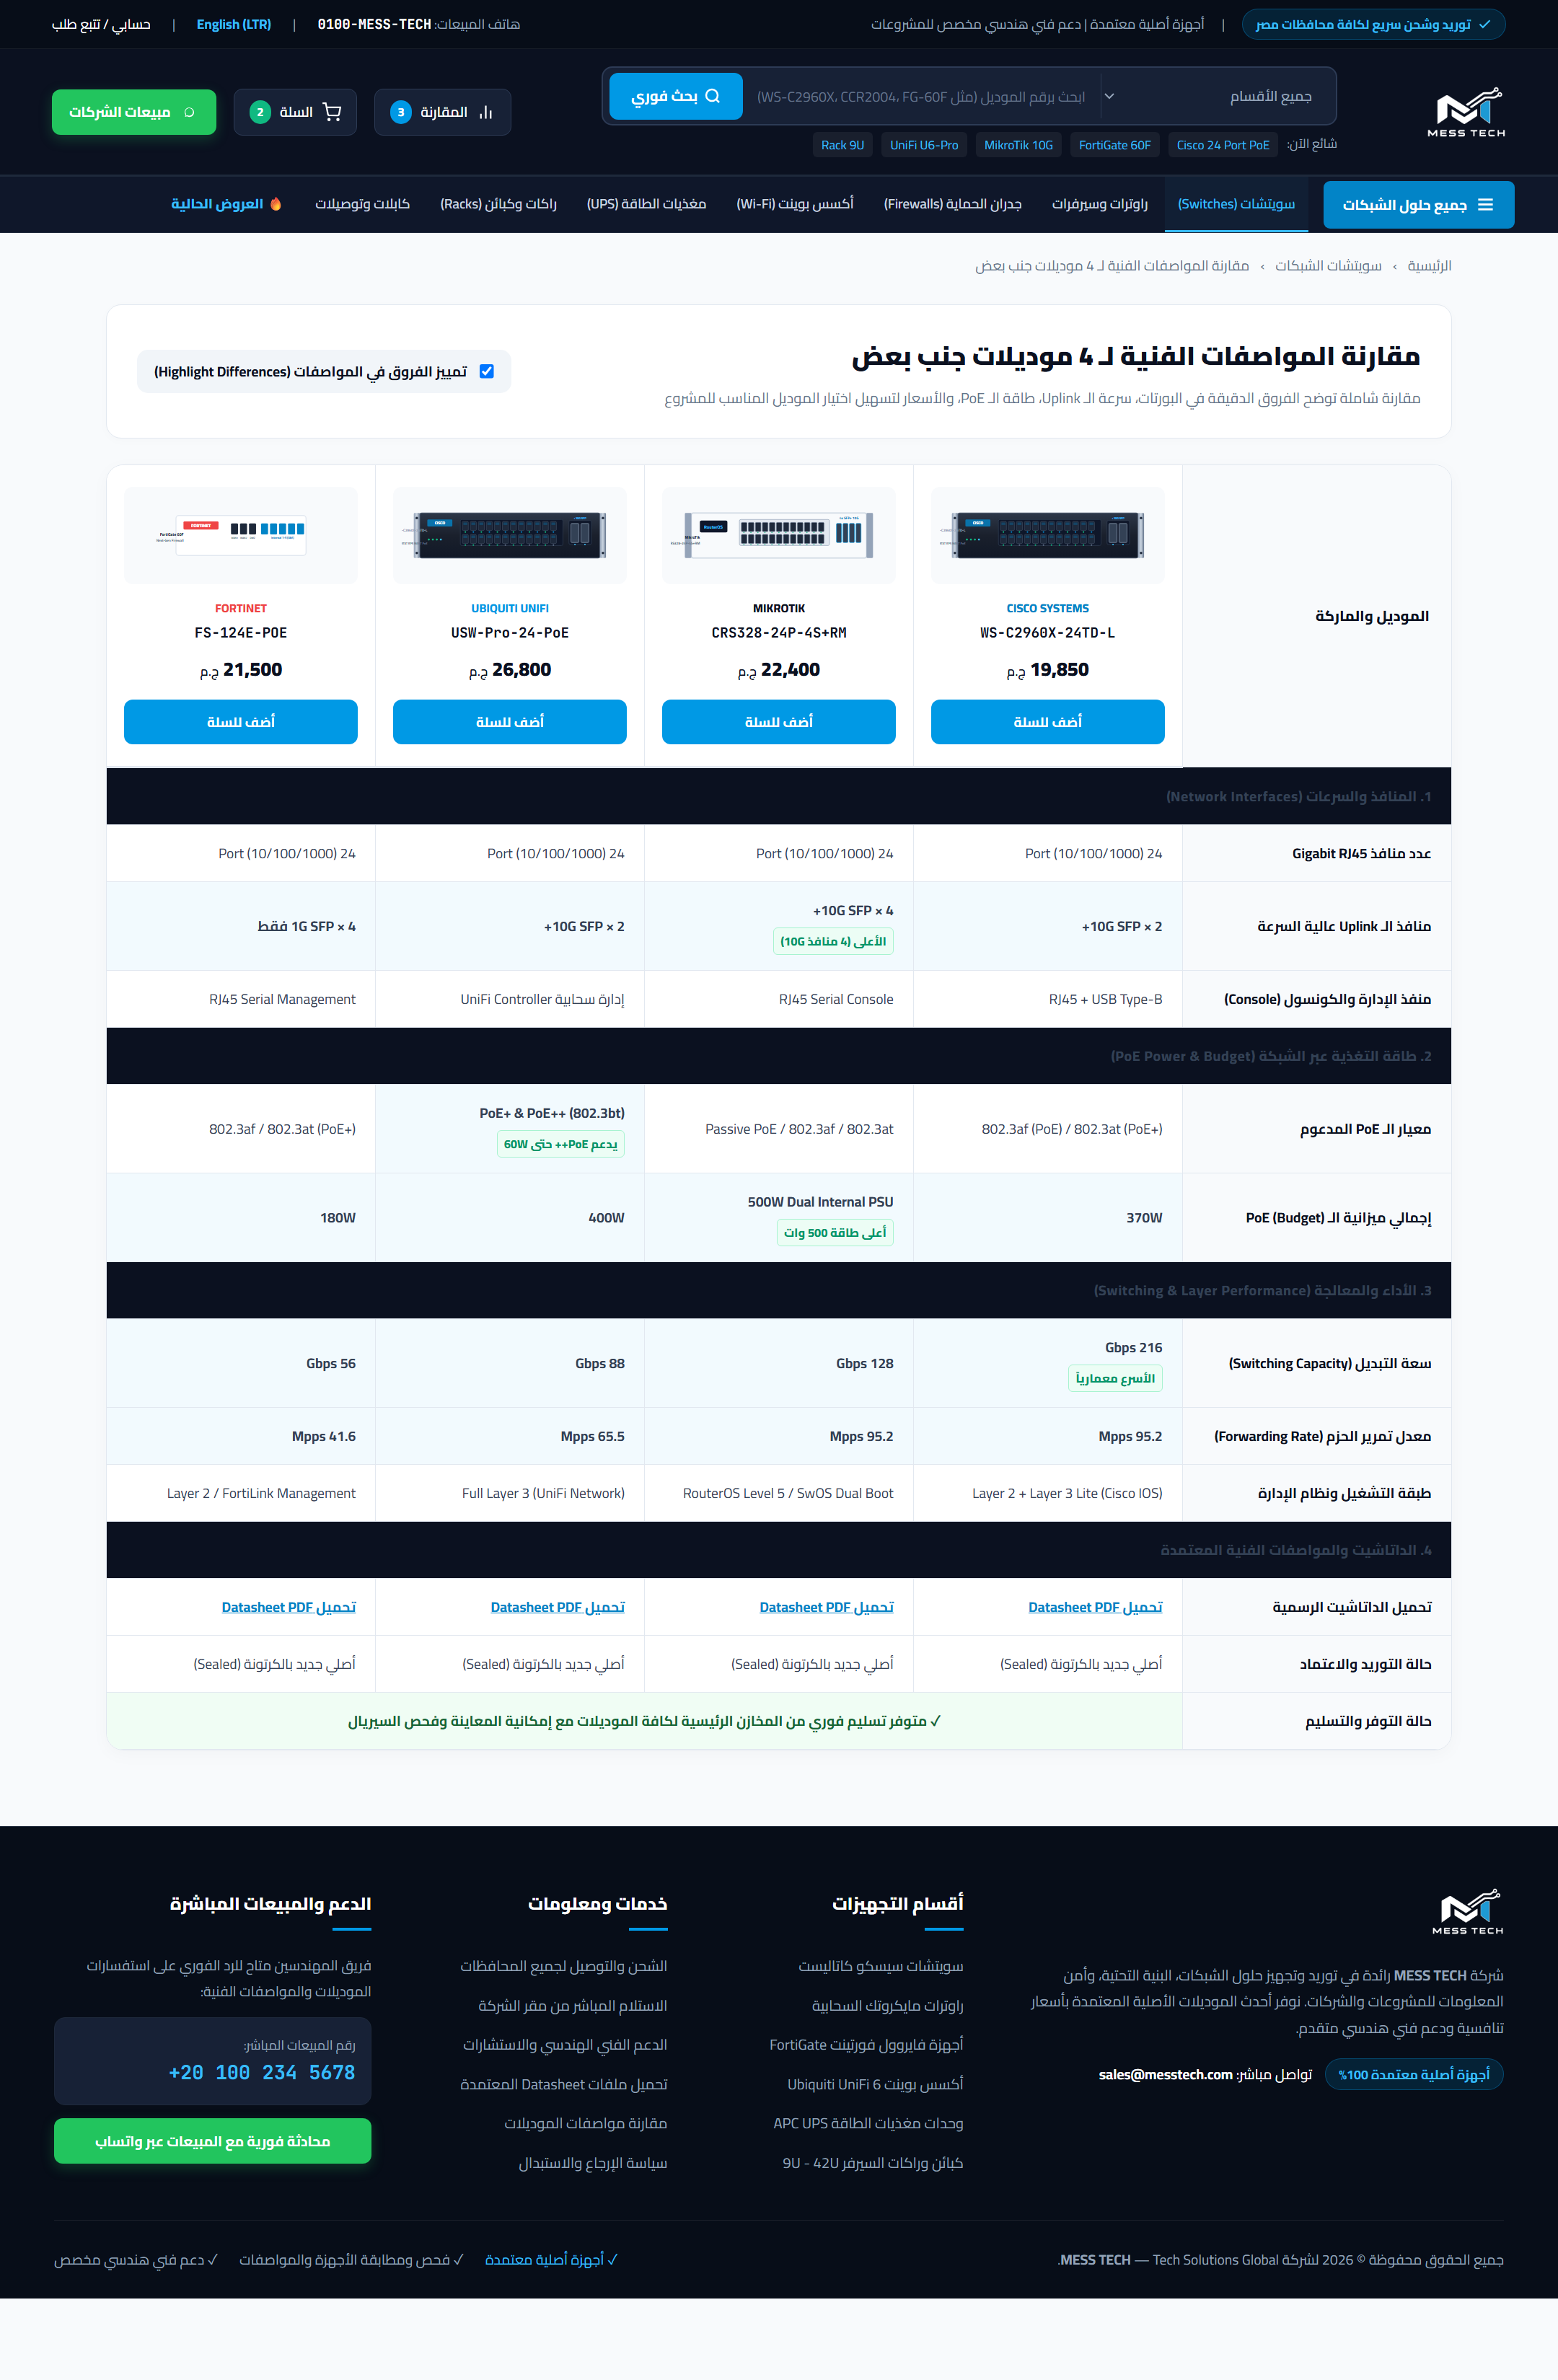 توريد وشحن سريع لكافة محافظات مصر
|
أجهزة أصلية معتمدة | دعم فني هندسي مخصص للمشروعات
هاتف المبيعات: 0100-MESS-TECH
|
English (LTR)
|
حسابي / تتبع طلب
MESS TECH
جميع الأقسام
ابحث برقم الموديل (مثل WS-C2960X، CCR2004، FG-60F)
بحث فوري
المقارنة 3
السلة 2
مبيعات الشركات
شائع الآن:
Cisco 24 Port PoE
FortiGate 60F
MikroTik 10G
UniFi U6-Pro
Rack 9U
جميع حلول الشبكات
سويتشات (Switches)
راوترات وسيرفرات
جدران الحماية (Firewalls)
أكسس بوينت (Wi-Fi)
مغذيات الطاقة (UPS)
راكات وكبائن (Racks)
كابلات وتوصيلات
🔥 العروض الحالية
الرئيسية › سويتشات الشبكات › مقارنة المواصفات الفنية لـ 4 موديلات جنب بعض
مقارنة المواصفات الفنية لـ 4 موديلات جنب بعض
مقارنة شاملة توضح الفروق الدقيقة في البورتات، سرعة الـ Uplink، طاقة الـ PoE، والأسعار لتسهيل اختيار الموديل المناسب للمشروع
تمييز الفروق في المواصفات (Highlight Differences)
الموديل والماركة
CISCO
CISCO SYSTEMS
WS-C2960X-24TD-L
19,850 ج.م
أضف للسلة
RouterOS
MikroTik
MIKROTIK
CRS328-24P-4S+RM
22,400 ج.م
أضف للسلة
CISCO
UBIQUITI UNIFI
USW-Pro-24-PoE
26,800 ج.م
أضف للسلة
FORTINET
FortiGate 60F
FORTINET
FS-124E-POE
21,500 ج.م
أضف للسلة
1. المنافذ والسرعات (Network Interfaces)
عدد منافذ Gigabit RJ45
24 Port (10/100/1000)
24 Port (10/100/1000)
24 Port (10/100/1000)
24 Port (10/100/1000)
منافذ الـ Uplink عالية السرعة
2 × 10G SFP+
4 × 10G SFP+
الأعلى (4 منافذ 10G)
2 × 10G SFP+
4 × 1G SFP فقط
منفذ الإدارة والكونسول (Console)
RJ45 + USB Type-B
RJ45 Serial Console
إدارة سحابية UniFi Controller
RJ45 Serial Management
2. طاقة التغذية عبر الشبكة (PoE Power & Budget)
معيار الـ PoE المدعوم
802.3af (PoE) / 802.3at (PoE+)
Passive PoE / 802.3af / 802.3at
PoE+ & PoE++ (802.3bt)
يدعم PoE++ حتى 60W
802.3af / 802.3at (PoE+)
إجمالي ميزانية الـ PoE (Budget)
370W
500W Dual Internal PSU
أعلى طاقة 500 وات
400W
180W
3. الأداء والمعالجة (Switching & Layer Performance)
سعة التبديل (Switching Capacity)
216 Gbps
الأسرع معمارياً
128 Gbps
88 Gbps
56 Gbps
معدل تمرير الحزم (Forwarding Rate)
95.2 Mpps
95.2 Mpps
65.5 Mpps
41.6 Mpps
طبقة التشغيل ونظام الإدارة
Layer 2 + Layer 3 Lite (Cisco IOS)
RouterOS Level 5 / SwOS Dual Boot
Full Layer 3 (UniFi Network)
Layer 2 / FortiLink Management
4. الداتاشيت والمواصفات الفنية المعتمدة
تحميل الداتاشيت الرسمية
تحميل Datasheet PDF
تحميل Datasheet PDF
تحميل Datasheet PDF
تحميل Datasheet PDF
حالة التوريد والاعتماد
أصلي جديد بالكرتونة (Sealed)
أصلي جديد بالكرتونة (Sealed)
أصلي جديد بالكرتونة (Sealed)
أصلي جديد بالكرتونة (Sealed)
حالة التوفر والتسليم
✓ متوفر تسليم فوري من المخازن الرئيسية لكافة الموديلات مع إمكانية المعاينة وفحص السيريال
MESS TECH
شركة MESS TECH رائدة في توريد وتجهيز حلول الشبكات، البنية التحتية، وأمن
المعلومات للمشروعات والشركات. نوفر أحدث الموديلات الأصلية المعتمدة بأسعار
تنافسية ودعم فني هندسي متقدم.
أجهزة أصلية معتمدة 100%
تواصل مباشر: sales@messtech.com
أقسام التجهيزات
سويتشات سيسكو كاتاليست
راوترات مايكروتك السحابية
أجهزة فايروول فورتينت FortiGate
أكسس بوينت Ubiquiti UniFi 6
وحدات مغذيات الطاقة APC UPS
كبائن وراكات السيرفر 9U - 42U
خدمات ومعلومات
الشحن والتوصيل لجميع المحافظات
الاستلام المباشر من مقر الشركة
الدعم الفني الهندسي والاستشارات
تحميل ملفات Datasheet المعتمدة
مقارنة مواصفات الموديلات
سياسة الإرجاع والاستبدال
الدعم والمبيعات المباشرة
فريق المهندسين متاح للرد الفوري على استفسارات
الموديلات والمواصفات الفنية:
رقم المبيعات المباشر:
+20 100 234 5678
محادثة فورية مع المبيعات عبر واتساب
جميع الحقوق محفوظة © 2026 لشركة MESS TECH — Tech Solutions Global.
✓ أجهزة أصلية معتمدة
✓ فحص ومطابقة الأجهزة والمواصفات
✓ دعم فني هندسي مخصص